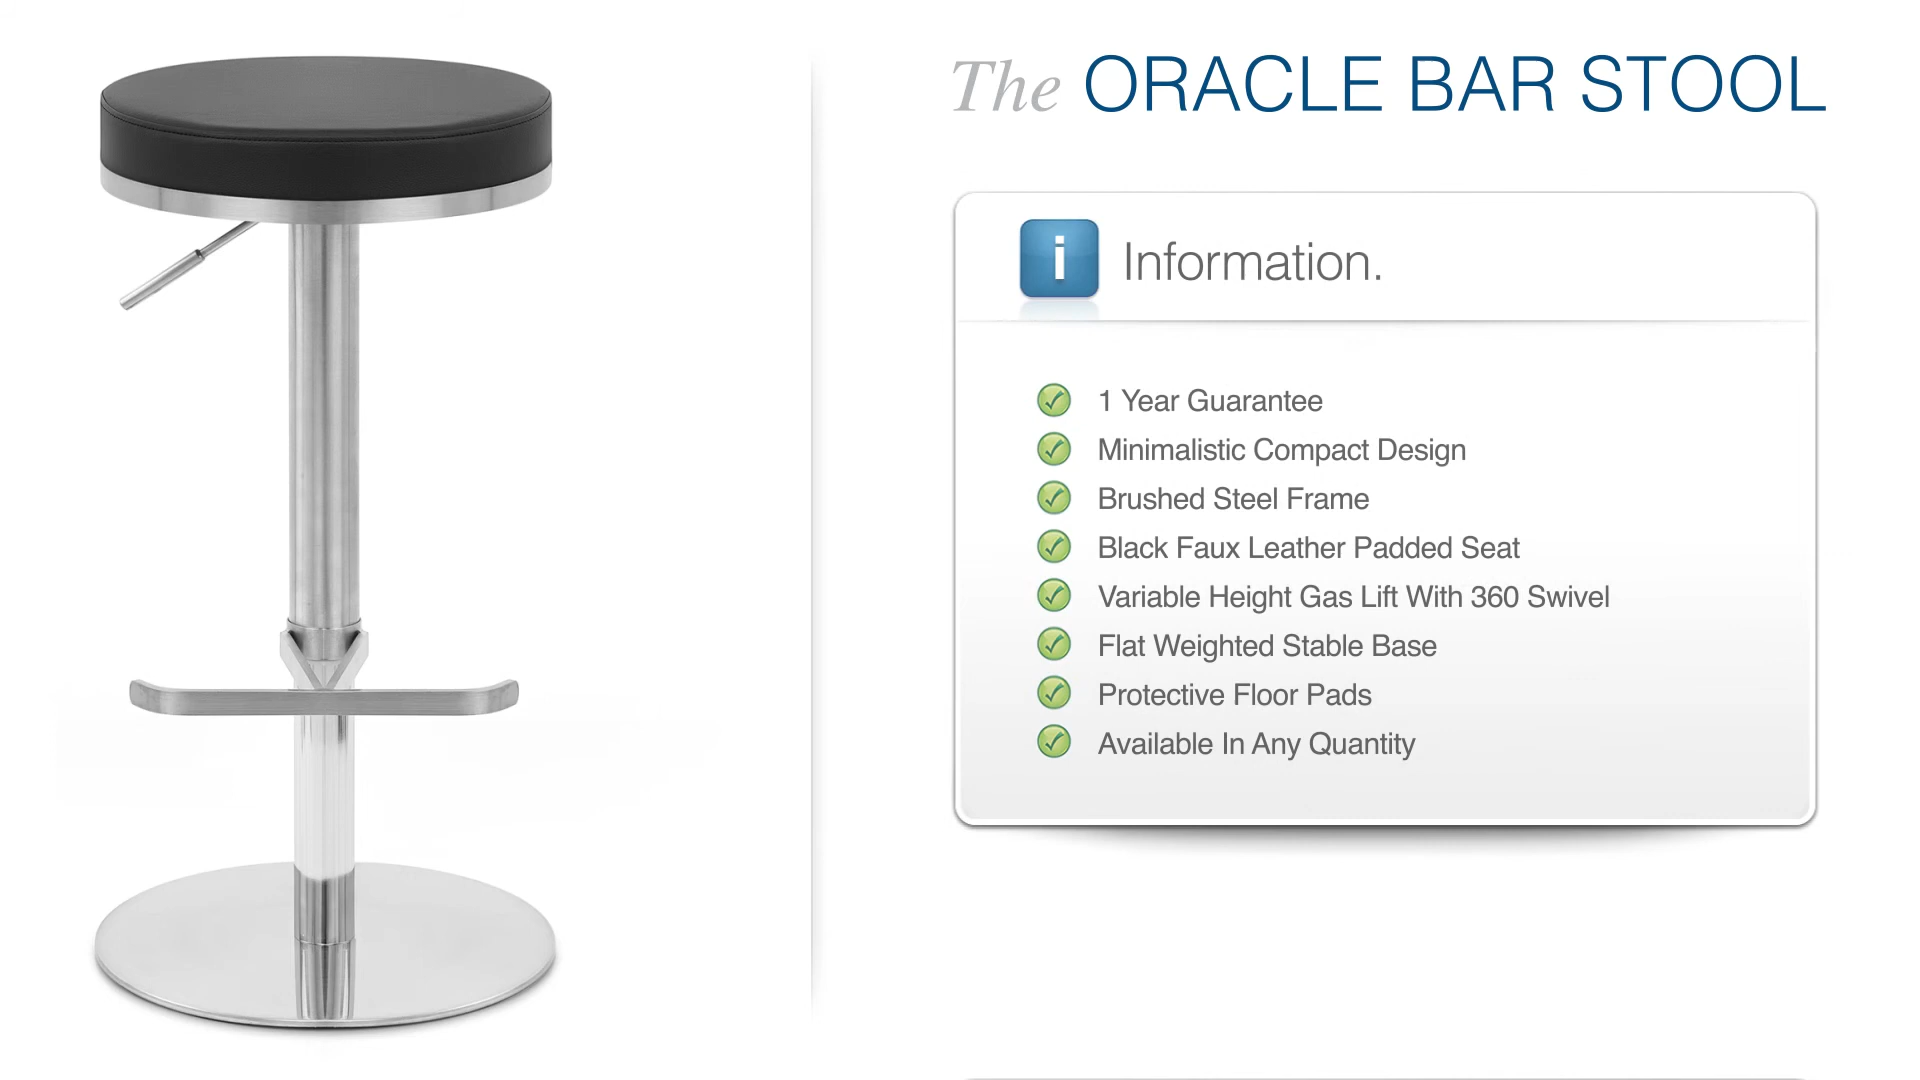 The ORACLE BAR STOOL
i Information.
1 Year Guarantee
Minimalistic Compact Design
Brushed Steel Frame
Black Faux Leather Padded Seat
Variable Height Gas Lift With 360 Swivel
Flat Weighted Stable Base
Protective Floor Pads
Available In Any Quantity